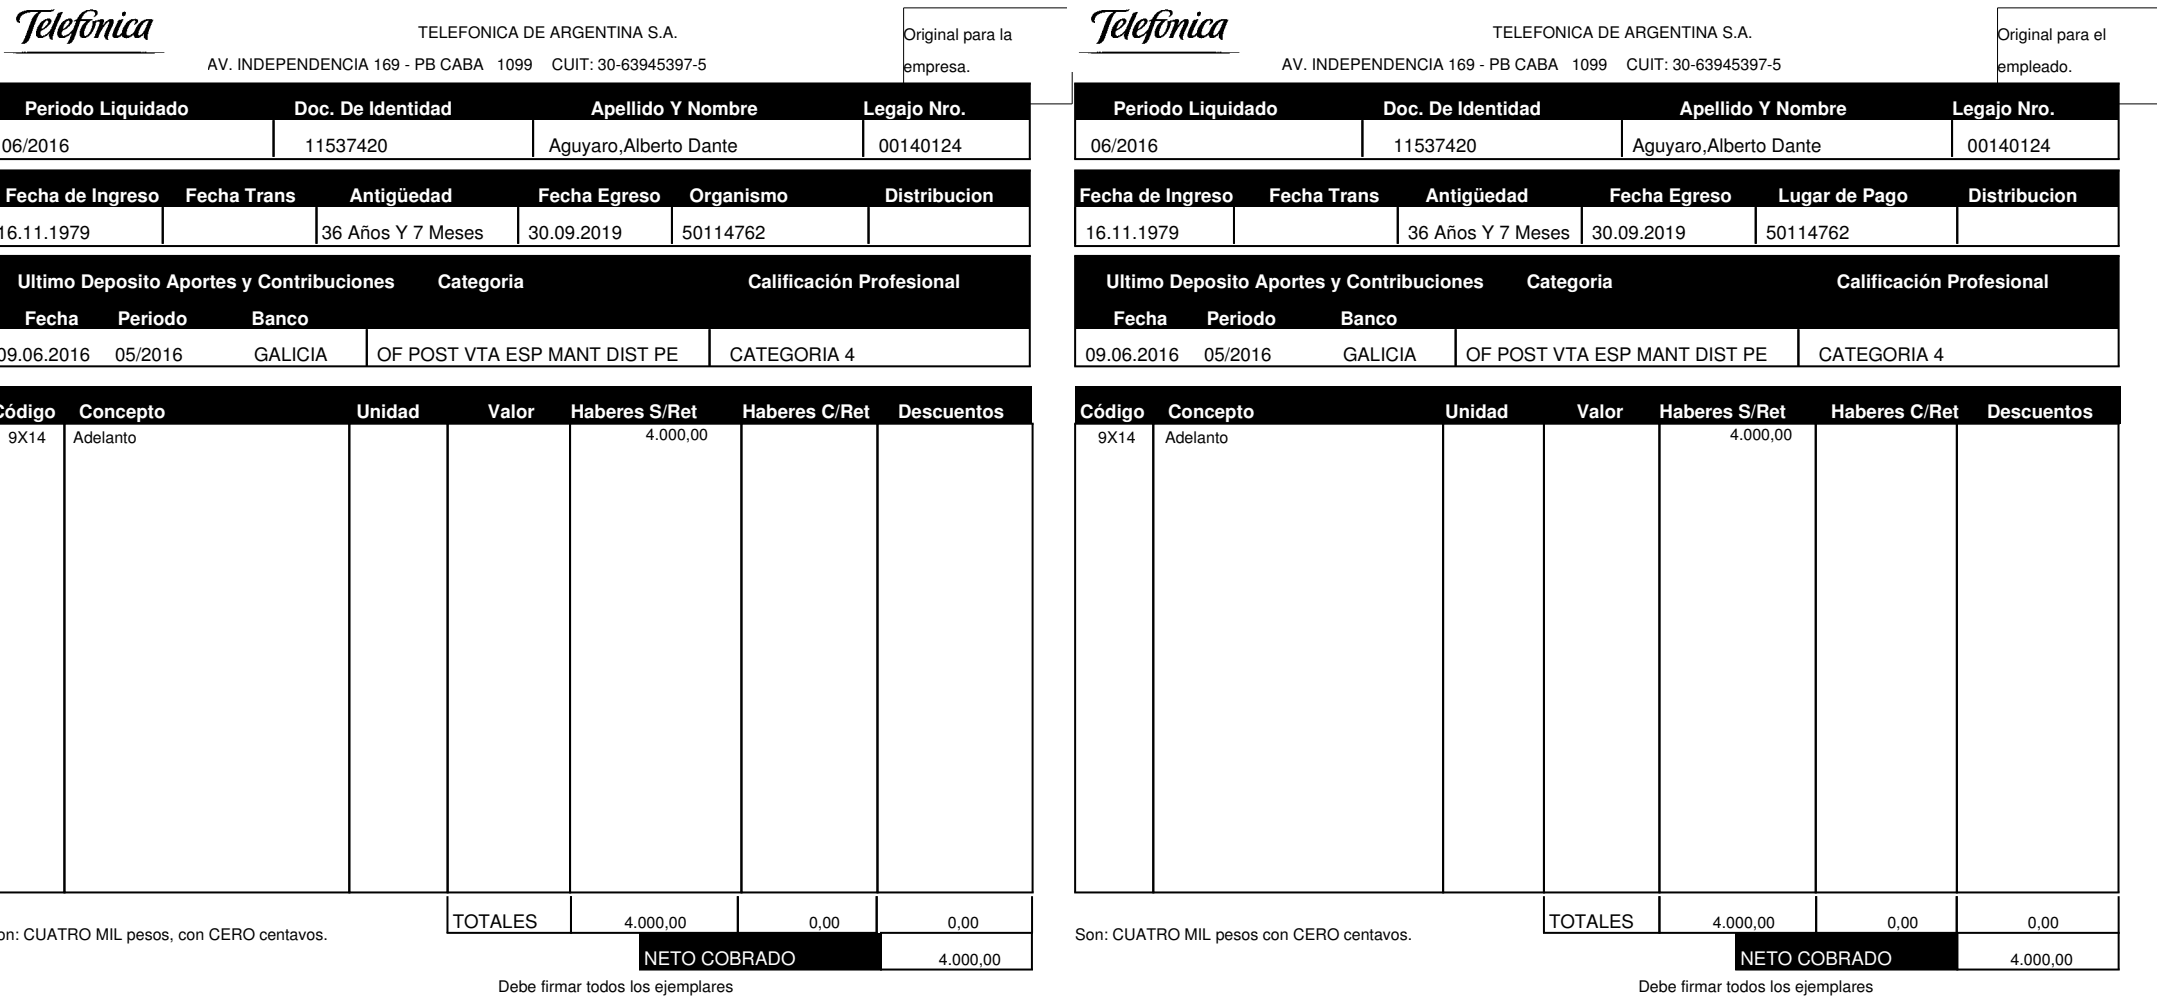 Telefónica
TELEFONICA DE ARGENTINA S.A.
Original para la
AV. INDEPENDENCIA 169 - PB CABA 1099 CUIT: 30-63945397-5
empresa.
Periodo Liquidado Doc. De Identidad Apellido Y Nombre Legajo Nro.
06/2016 11537420 Aguyaro,Alberto Dante 00140124
Fecha de Ingreso Fecha Trans Antigüedad Fecha Egreso Organismo Distribucion
16.11.1979 36 Años Y 7 Meses 30.09.2019 50114762
Ultimo Deposito Aportes y Contribuciones Categoria Calificación Profesional
Fecha Periodo Banco
09.06.2016 05/2016 GALICIA OF POST VTA ESP MANT DIST PE CATEGORIA 4
Código Concepto Unidad Valor Haberes S/Ret Haberes C/Ret Descuentos
9X14 Adelanto 4.000,00
TOTALES 4.000,00 0,00 0,00
on: CUATRO MIL pesos, con CERO centavos.
NETO COBRADO 4.000,00
Debe firmar todos los ejemplares
Telefónica
TELEFONICA DE ARGENTINA S.A.
Original para el
AV. INDEPENDENCIA 169 - PB CABA 1099 CUIT: 30-63945397-5
empleado.
Periodo Liquidado Doc. De Identidad Apellido Y Nombre Legajo Nro.
06/2016 11537420 Aguyaro,Alberto Dante 00140124
Fecha de Ingreso Fecha Trans Antigüedad Fecha Egreso Lugar de Pago Distribucion
16.11.1979 36 Años Y 7 Meses 30.09.2019 50114762
Ultimo Deposito Aportes y Contribuciones Categoria Calificación Profesional
Fecha Periodo Banco
09.06.2016 05/2016 GALICIA OF POST VTA ESP MANT DIST PE CATEGORIA 4
Código Concepto Unidad Valor Haberes S/Ret Haberes C/Ret Descuentos
9X14 Adelanto 4.000,00
TOTALES 4.000,00 0,00 0,00
Son: CUATRO MIL pesos con CERO centavos.
NETO COBRADO 4.000,00
Debe firmar todos los ejemplares